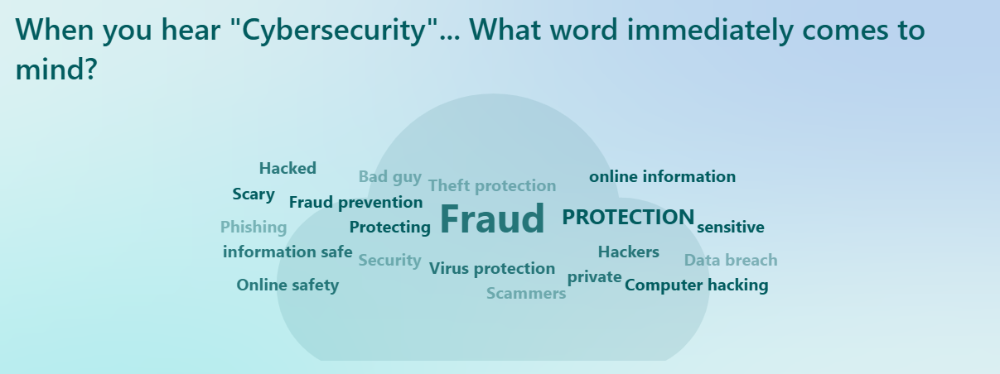 When you hear "Cybersecurity"... What word immediately comes to
mind?
Hacked
Bad guy
Theft protection
online information
Scary
Fraud prevention
Fraud
PROTECTION
Phishing
Protecting
sensitive
information safe
Security
Virus protection
Hackers
Data breach
private
Online safety
Scammers
Computer hacking